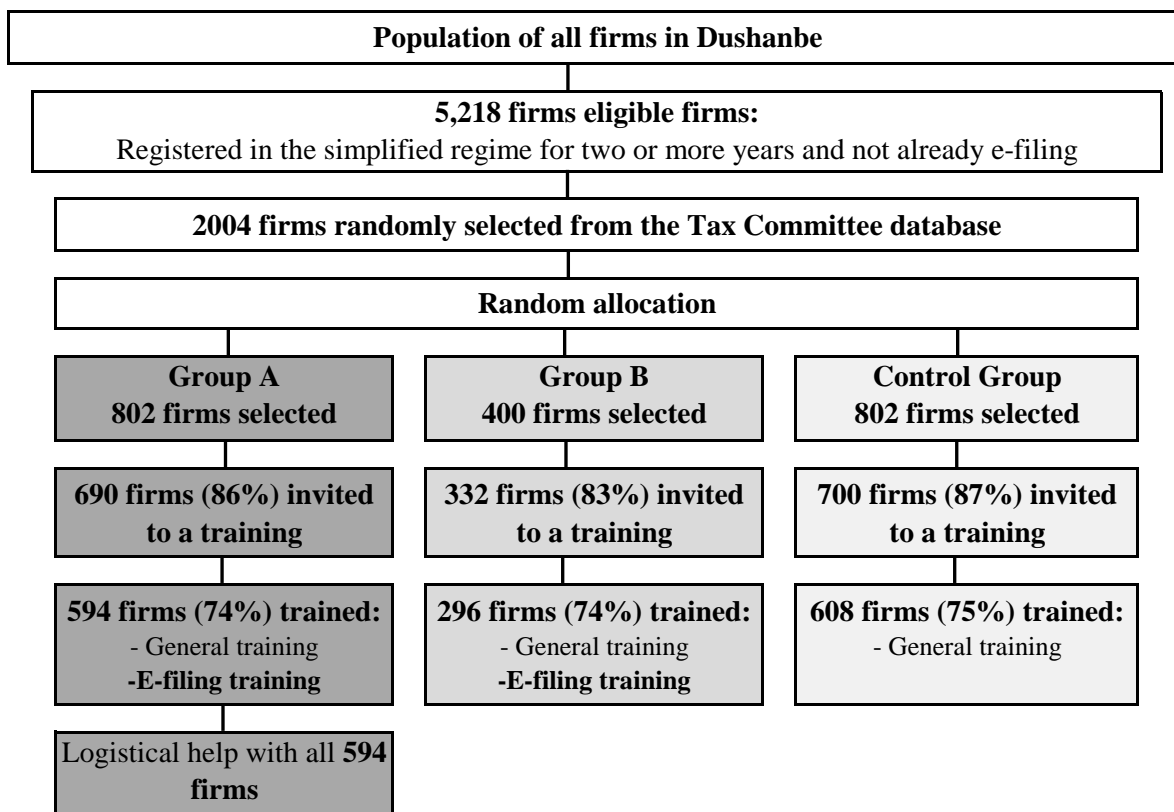 Population of all firms in Dushanbe
5,218 firms eligible firms:
Registered in the simplified regime for two or more years and not already e-filing
2004 firms randomly selected from the Tax Committee database
Random allocation
Group A
802 firms selected
Group B
400 firms selected
Control Group
802 firms selected
690 firms (86%) invited
to a training
332 firms (83%) invited
to a training
700 firms (87%) invited
to a training
594 firms (74%) trained:
- General training
-E-filing training
296 firms (74%) trained:
- General training
-E-filing training
608 firms (75%) trained:
- General training
Logistical help with all 594
firms